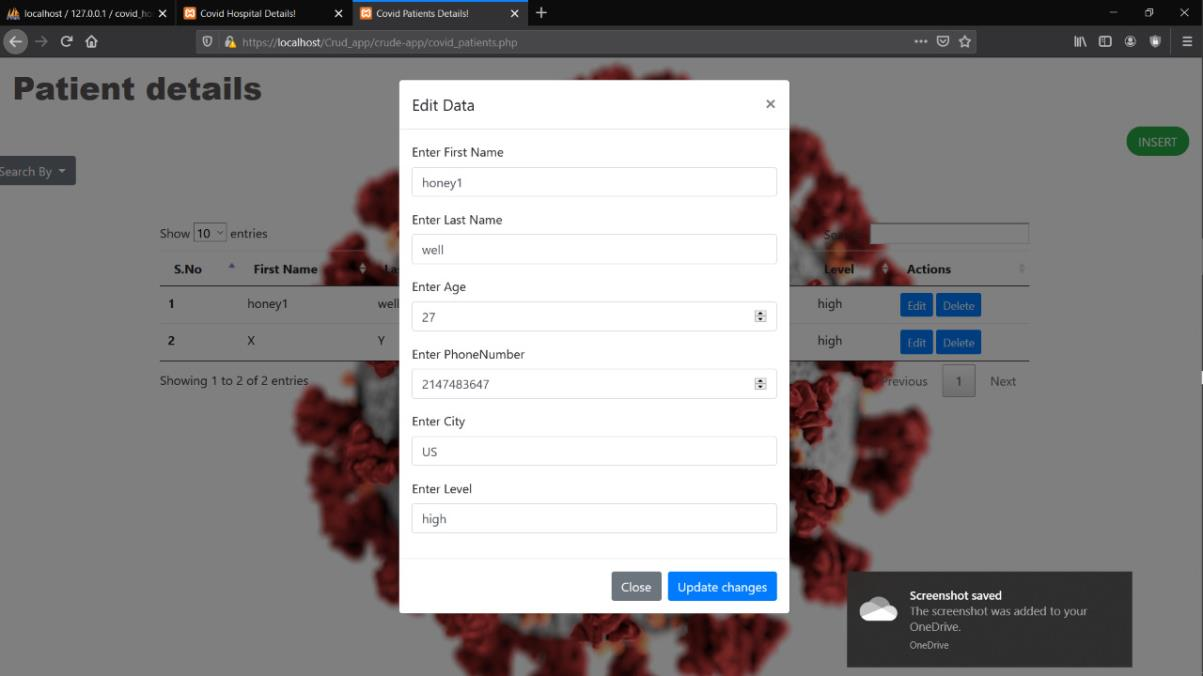 localhost / 127.0.0.1 / covid_ho
Covid Hospital Details!
Covid Patients Details!
https://localhost/Crud_app/crude-app/covid_patients.php
Patient details
INSERT
Search By
Show 10 entries
S.No First Name Level Actions
1 honey1 well high Edit Delete
2 X Y high Edit Delete
Showing 1 to 2 of 2 entries
Previous 1 Next
Edit Data
Enter First Name
honey1
Enter Last Name
well
Enter Age
27
Enter PhoneNumber
2147483647
Enter City
US
Enter Level
high
Close Update changes
Screenshot saved
The screenshot was added to your
OneDrive.
OneDrive